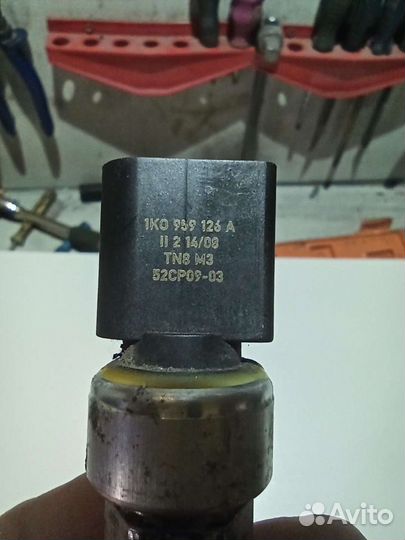 1K0 959 126 A
II 2 14/08
TN8 M3
52CP09-03
Avito